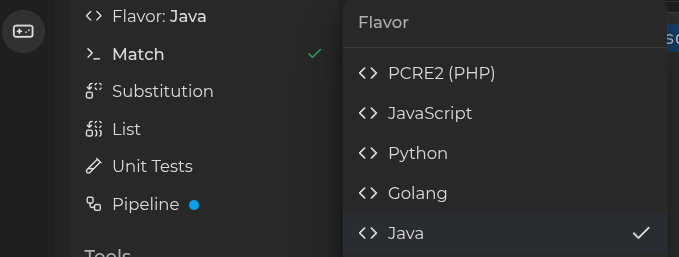 Flavor: Java
Match
Substitution
List
Unit Tests
Pipeline
Tools
Flavor
PCRE2 (PHP)
JavaScript
Python
Golang
Java